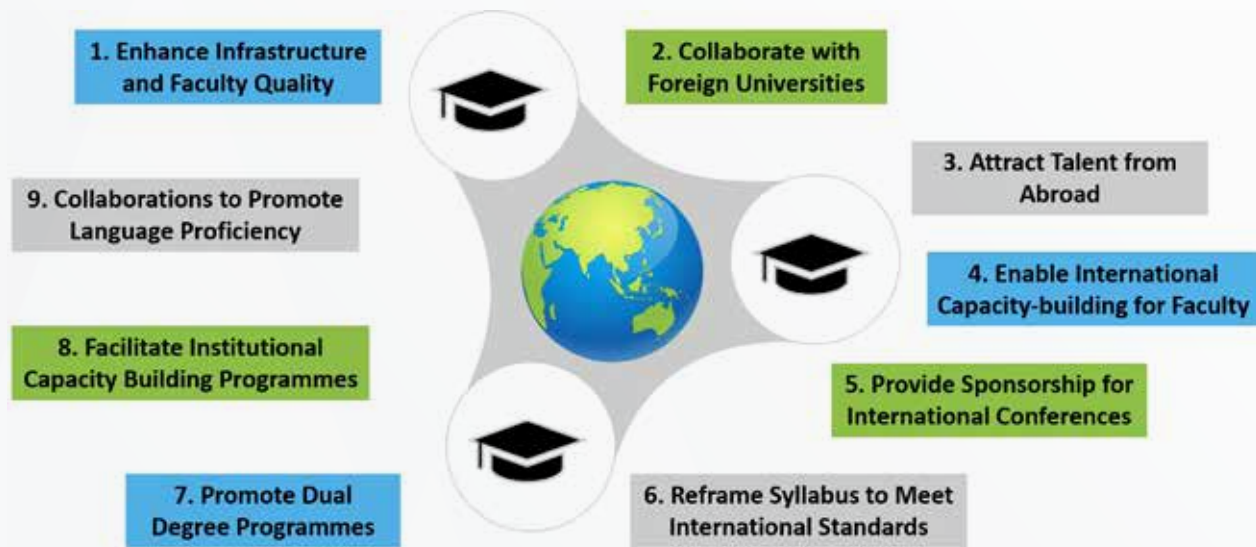 1. Enhance Infrastructure
and Faculty Quality
2. Collaborate with
Foreign Universities
3. Attract Talent from
Abroad
4. Enable International
Capacity-building for Faculty
5. Provide Sponsorship for
International Conferences
6. Reframe Syllabus to Meet
International Standards
7. Promote Dual
Degree Programmes
8. Facilitate Institutional
Capacity Building Programmes
9. Collaborations to Promote
Language Proficiency